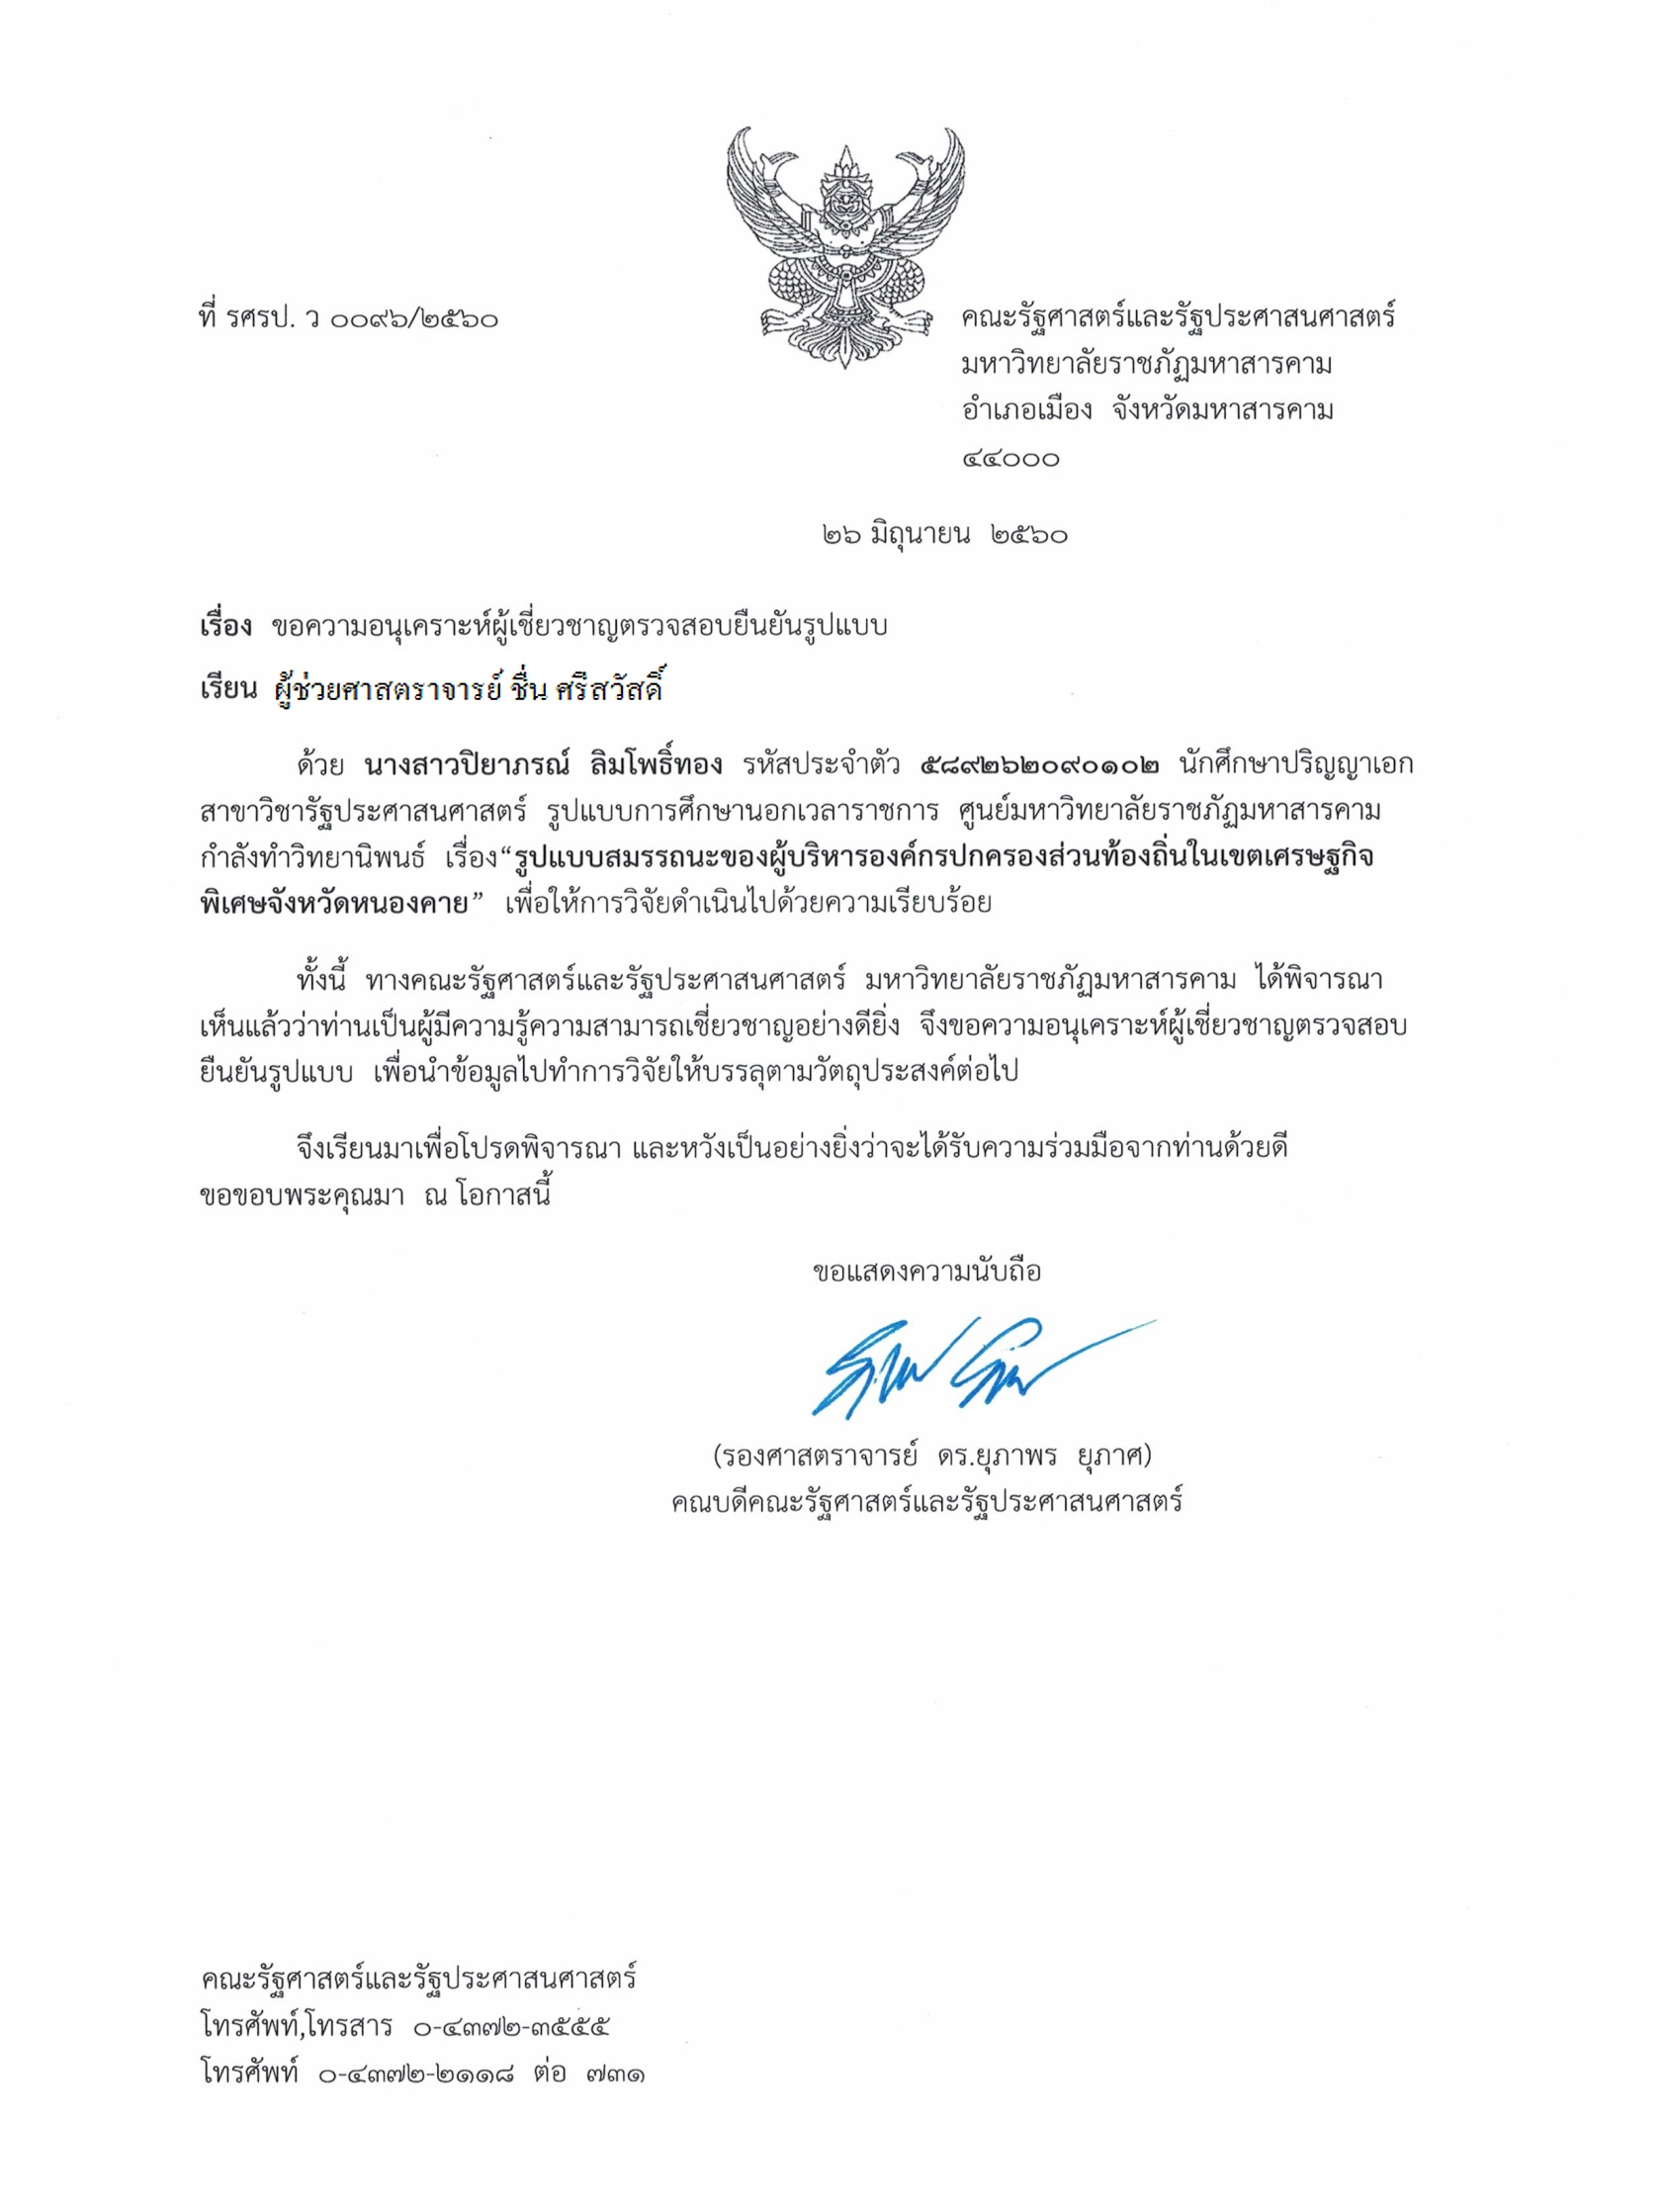 ที่ รศรป. ว ๐๐๙๖/๒๕๖๐
คณะรัฐศาสตร์และรัฐประศาสนศาสตร์
มหาวิทยาลัยราชภัฏมหาสารคาม
อำเภอเมือง จังหวัดมหาสารคาม
๔๔๐๐๐
๒๖ มิถุนายน ๒๕๖๐
เรื่อง ขอความอนุเคราะห์ผู้เชี่ยวชาญตรวจสอบยืนยันรูปแบบ
เรียน ผู้ช่วยศาสตราจารย์ ชื่น ศรีสวัสดิ์
ด้วย นางสาวปิยาภรณ์ ลิมโพธิ์ทอง รหัสประจำตัว ๕๘๙๒๖๒๐๙๐๑๐๒ นักศึกษาปริญญาเอก
สาขาวิชารัฐประศาสนศาสตร์ รูปแบบการศึกษานอกเวลาราชการ ศูนย์มหาวิทยาลัยราชภัฏมหาสารคาม
กำลังทำวิทยานิพนธ์ เรื่อง“รูปแบบสมรรถนะของผู้บริหารองค์กรปกครองส่วนท้องถิ่นในเขตเศรษฐกิจ
พิเศษจังหวัดหนองคาย” เพื่อให้การวิจัยดำเนินไปด้วยความเรียบร้อย
ทั้งนี้ ทางคณะรัฐศาสตร์และรัฐประศาสนศาสตร์ มหาวิทยาลัยราชภัฏมหาสารคาม ได้พิจารณา
เห็นแล้วว่าท่านเป็นผู้มีความรู้ความสามารถเชี่ยวชาญอย่างดียิ่ง จึงขอความอนุเคราะห์ผู้เชี่ยวชาญตรวจสอบ
ยืนยันรูปแบบ เพื่อนำข้อมูลไปทำการวิจัยให้บรรลุตามวัตถุประสงค์ต่อไป
จึงเรียนมาเพื่อโปรดพิจารณา และหวังเป็นอย่างยิ่งว่าจะได้รับความร่วมมือจากท่านด้วยดี
ขอขอบพระคุณมา ณ โอกาสนี้
ขอแสดงความนับถือ
(รองศาสตราจารย์ ดร.ยุภาพร ยุภาศ)
คณบดีคณะรัฐศาสตร์และรัฐประศาสนศาสตร์
คณะรัฐศาสตร์และรัฐประศาสนศาสตร์
โทรศัพท์,โทรสาร ๐-๔๓๗๒-๓๕๕๕
โทรศัพท์ ๐-๔๓๗๒-๒๑๑๘ ต่อ ๗๓๑